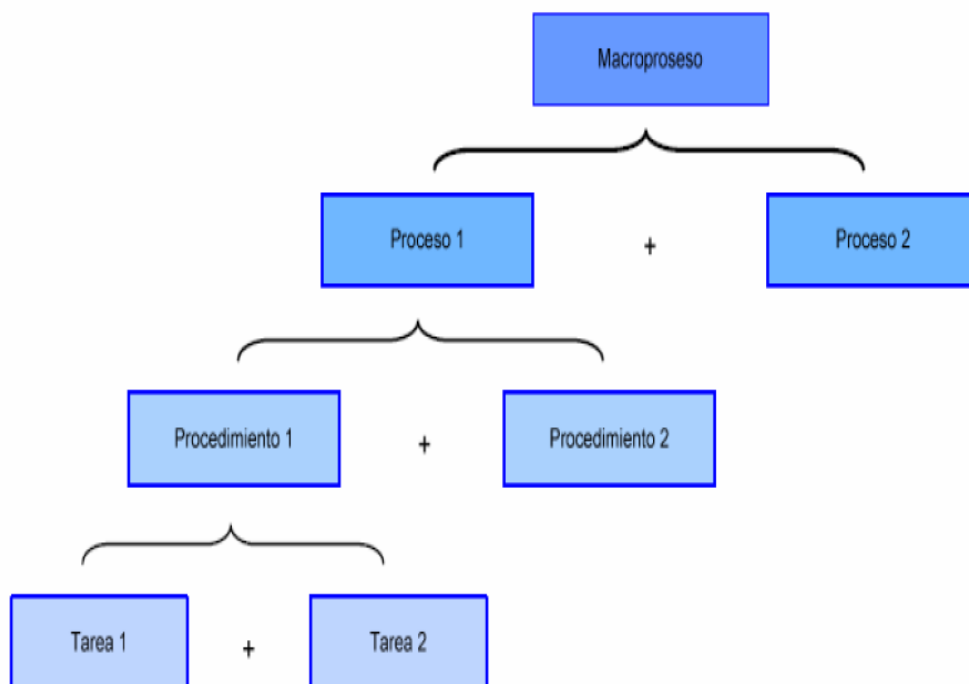 Macroproseso
Proceso 1
+
Proceso 2
Procedimiento 1
+
Procedimiento 2
Tarea 1
+
Tarea 2